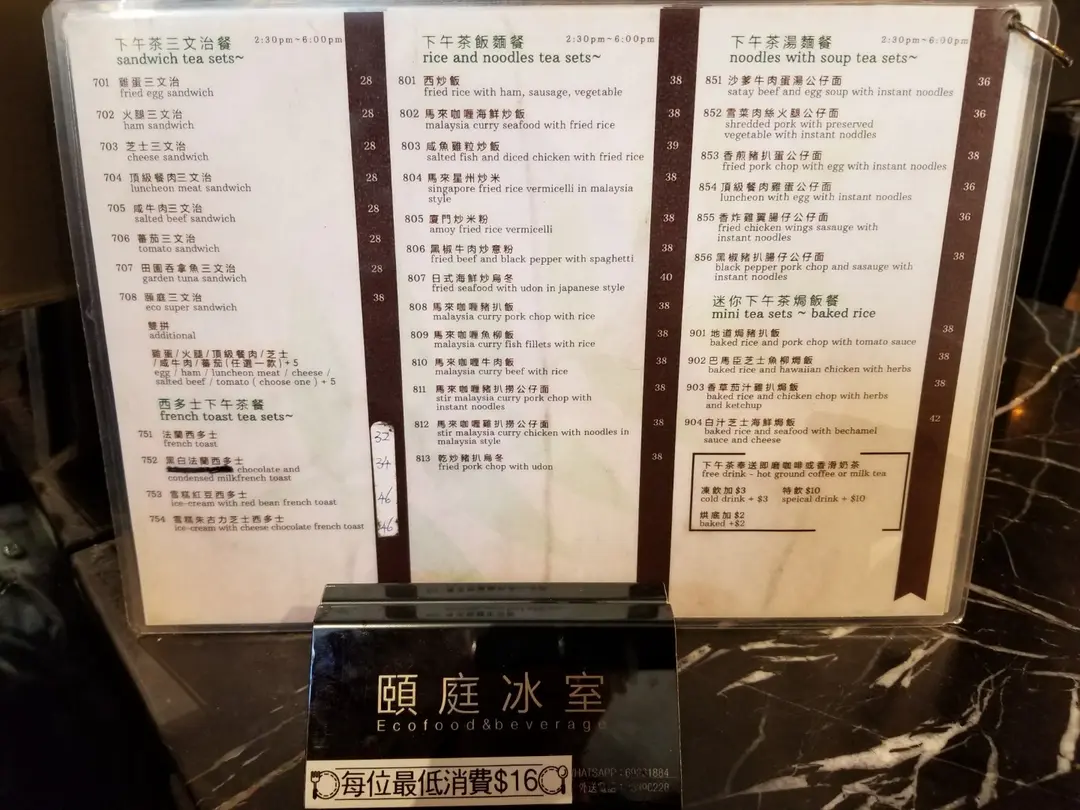 下午茶三文治餐 2:30pm~6:00pm
sandwich tea sets~
701 雞蛋三文治 28
fried egg sandwich
702 火腿三文治 28
ham sandwich
703 芝士三文治 28
cheese sandwich
704 頂級餐肉三文治 28
luncheon meat sandwich
705 咸牛肉三文治 28
salted beef sandwich
706 蕃茄三文治 28
tomato sandwich
707 田園吞拿魚三文治 28
garden tuna sandwich
708 頤庭三文治 38
eco super sandwich
雙拼
additional
雞蛋/火腿/頂級餐肉/芝士
/咸牛肉/蕃茄(任選一款)+5
egg / ham / luncheon meat / cheese /
salted beef / tomato ( choose one ) + 5
西多士下午茶餐
french toast tea sets~
751 法蘭西多士 32
french toast
752 黑白法蘭西多士 34
chocolate and
condensed milkfrench toast
753 雪糕紅豆西多士 46
ice-cream with red bean french toast
754 雪糕朱古力芝士西多士 46
ice-cream with cheese chocolate french toast
下午茶飯麵餐 2:30pm~6:00pm
rice and noodles tea sets~
801 西炒飯 38
fried rice with ham, sausage, vegetable
802 馬來咖喱海鮮炒飯 38
malaysia curry seafood with fried rice
803 咸魚雞粒炒飯 39
salted fish and diced chicken with fried rice
804 馬來星州炒米 38
singapore fried rice vermicelli in malaysia
style
805 廈門炒米粉 38
amoy fried rice vermicelli
806 黑椒牛肉炒意粉 38
fried beef and black pepper with spaghetti
807 日式海鮮炒烏冬 40
fried seafood with udon in japanese style
808 馬來咖喱豬扒飯 38
malaysia curry pork chop with rice
809 馬來咖喱魚柳飯 38
malaysia curry fish fillets with rice
810 馬來咖喱牛肉飯 38
malaysia curry beef with rice
811 馬來咖喱豬扒撈公仔面 38
stir malaysia curry pork chop with
instant noodles
812 馬來咖喱雞扒撈公仔面 38
stir malaysia curry chicken with noodles in
malaysia style
813 乾炒豬扒烏冬 38
fried pork chop with udon
下午茶湯麵餐 2:30pm~6:00pm
noodles with soup tea sets~
851 沙爹牛肉蛋湯公仔面 36
satay beef and egg soup with instant noodles
852 雪菜肉絲火腿公仔面 36
shredded pork with preserved
vegetable with instant noddles
853 香煎豬扒蛋公仔面 38
fried pork chop with egg with instant noodles
854 頂級餐肉雞蛋公仔面 36
luncheon with egg with instant noodles
855 香炸雞翼腸仔公仔面 36
fried chicken wings sasauge with
instant noodles
856 黑椒豬扒腸仔公仔面 38
black pepper pork chop and sasauge with
instant noodles
迷你下午茶焗飯餐
mini tea sets ~ baked rice
901 地道焗豬扒飯 38
baked rice and pork chop with tomato sauce
902 巴馬臣芝士魚柳焗飯 38
baked rice and hawaiian chicken with herbs
903 香草茄汁雞扒焗飯 38
baked rice and chicken chop with herbs
and ketchup
904 白汁芝士海鮮焗飯 42
baked rice and seafood with bechamel
sauce and cheese
下午茶奉送即磨咖啡或香滑奶茶
free drink - hot ground coffee or milk tea
凍飲加 $3 特飲 $10
cold drink + $3 speical drink + $10
烘底加 $2
baked +$2
頤庭冰室
Ecofood&beverage
每位最低消費$16